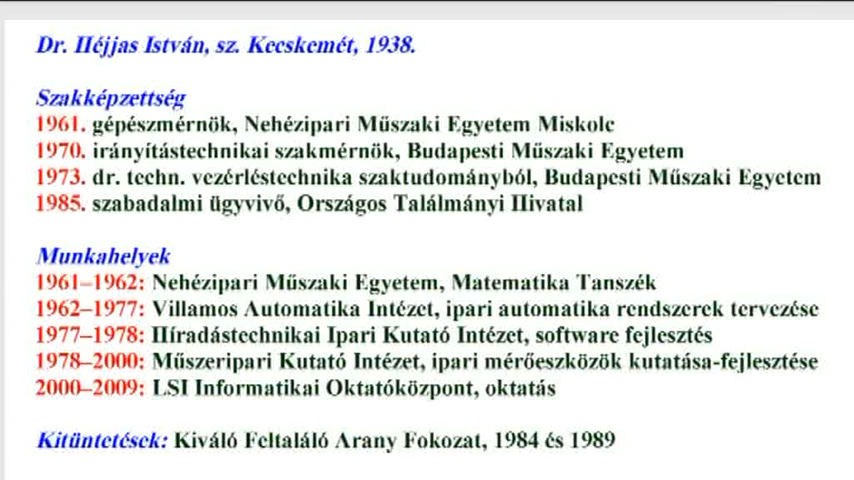 Dr. Héjjas István, sz. Kecskemét, 1938.
Szakképzettség
1961. gépészmérnök, Nehézipari Műszaki Egyetem Miskolc
1970. irányítástechnikai szakmérnök, Budapesti Műszaki Egyetem
1973. dr. techn. vezérléstechnika szaktudományból, Budapesti Műszaki Egyetem
1985. szabadalmi ügyvivő, Országos Találmányi Hivatal
Munkahelyek
1961–1962: Nehézipari Műszaki Egyetem, Matematika Tanszék
1962–1977: Villamos Automatika Intézet, ipari automatika rendszerek tervezése
1977–1978: Híradástechnikai Ipari Kutató Intézet, software fejlesztés
1978–2000: Műszeripari Kutató Intézet, ipari mérőeszközök kutatása-fejlesztése
2000–2009: LSI Informatikai Oktatóközpont, oktatás
Kitüntetések: Kiváló Feltaláló Arany Fokozat, 1984 és 1989